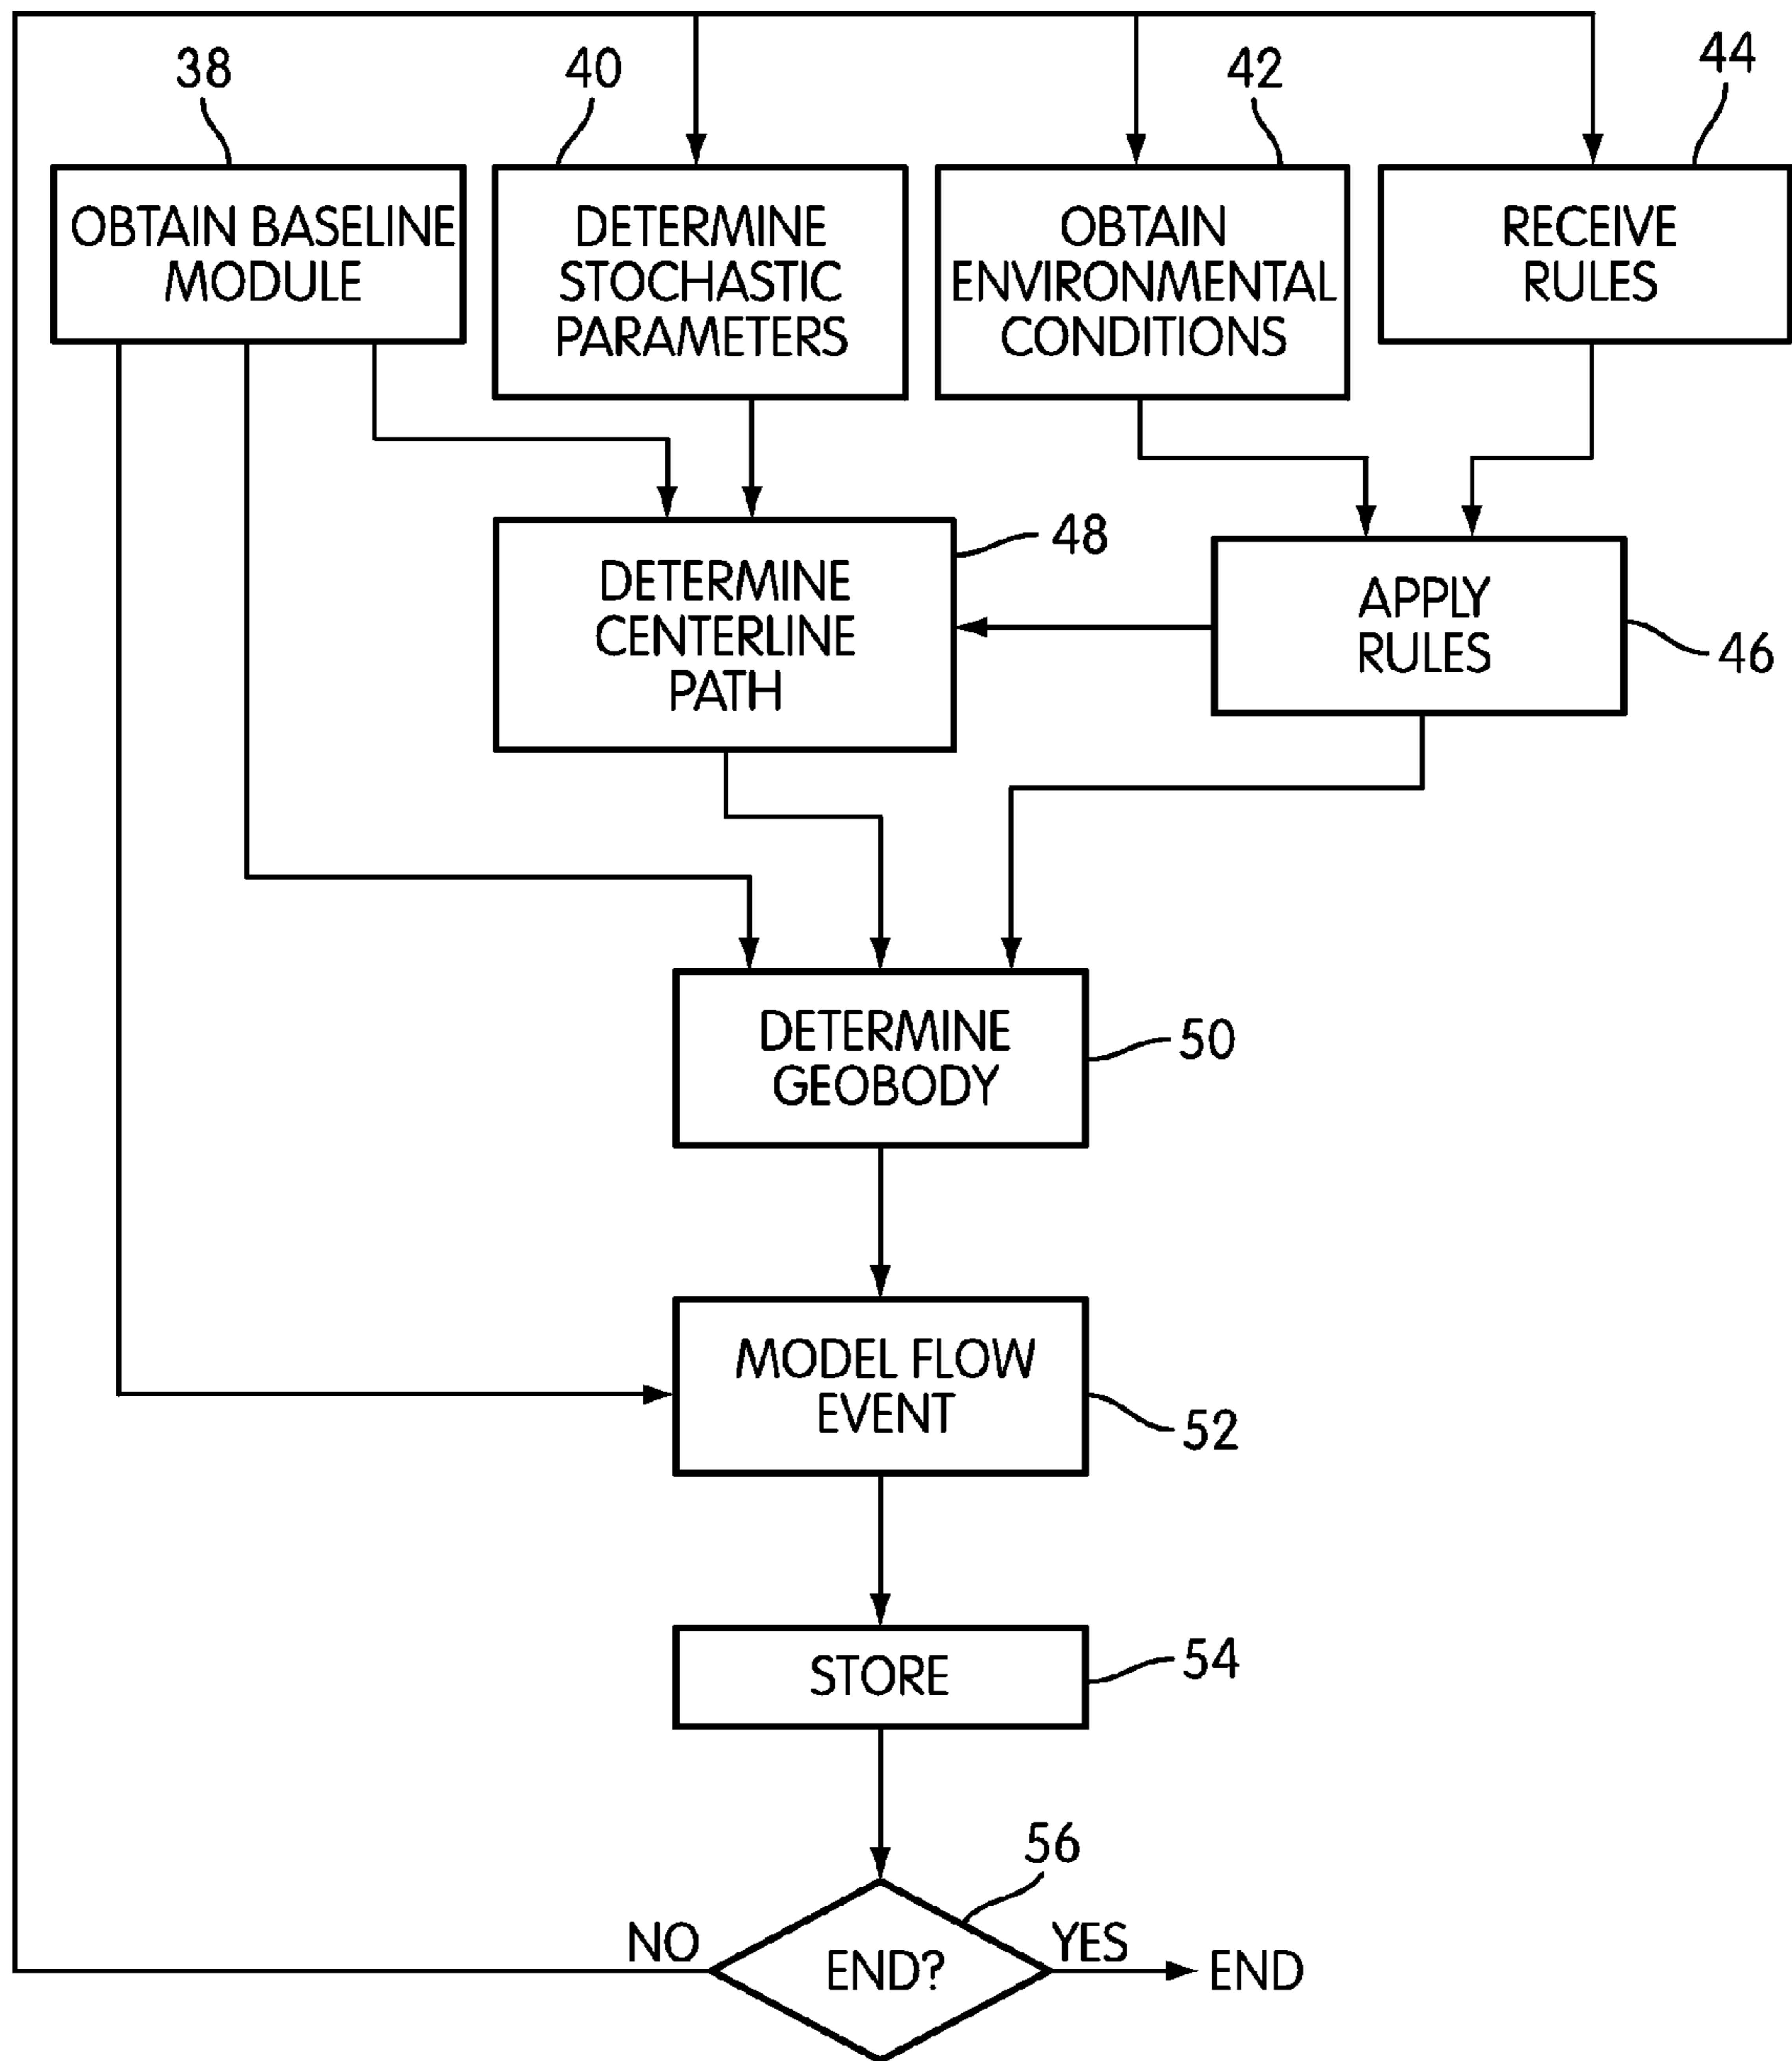 38
40
42
44
OBTAIN BASELINE
MODULE
DETERMINE
STOCHASTIC
PARAMETERS
OBTAIN
ENVIRONMENTAL
CONDITIONS
RECEIVE
RULES
48
DETERMINE
CENTERLINE
PATH
APPLY
RULES
46
DETERMINE
GEOBODY
50
MODEL FLOW
EVENT
52
STORE
54
56
NO
END?
YES
END